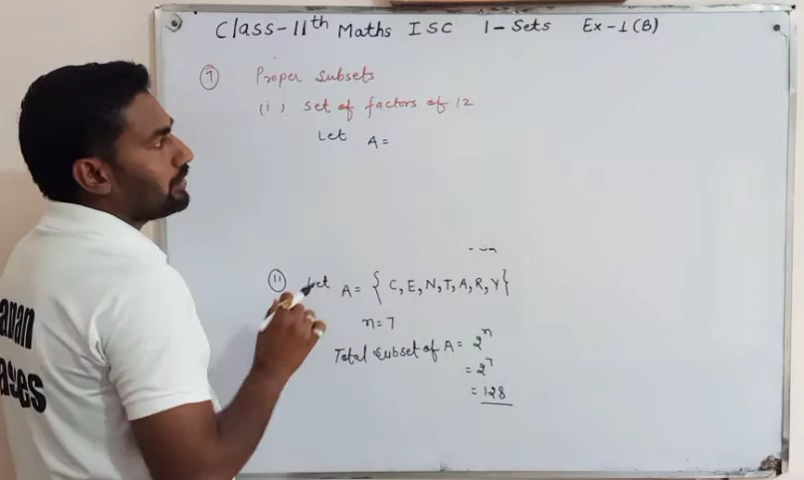 Class-11th Maths ISC 1-Sets Ex-1(B)
7 Proper subsets
(i) Set of factors of 12
Let A=
(ii) Let A= { C, E, N, T, A, R, Y}
n=7
Total subset of A= 2^n
= 2^7
= 128